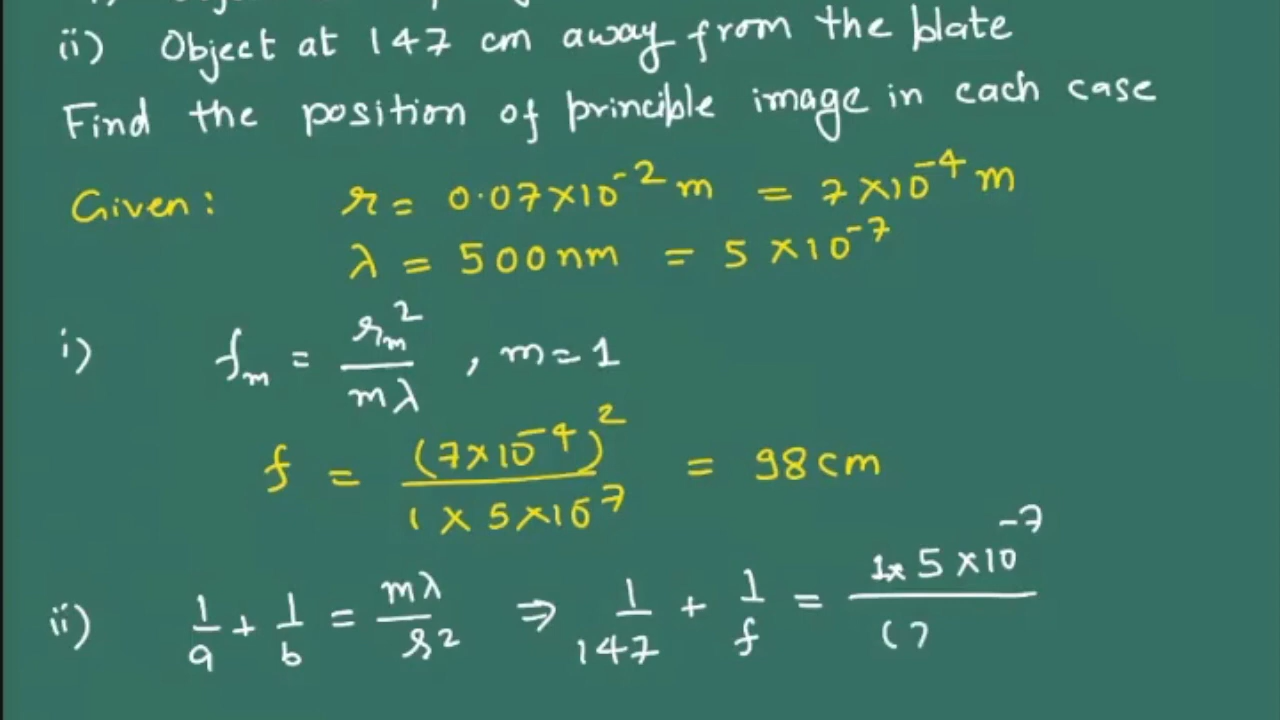 ii) Object at 147 cm away from the plate
Find the position of principle image in each case
Given: r = 0.07×10⁻² m = 7×10⁻⁴ m
λ = 500nm = 5×10⁻⁷
i) fₘ = rₘ²/mλ , m=1
f = (7×10⁻⁴)²/1×5×10⁻⁷ = 98cm
ii) 1/a + 1/b = mλ/r² ⇒ 1/147 + 1/f = 1×5×10⁻⁷/(7